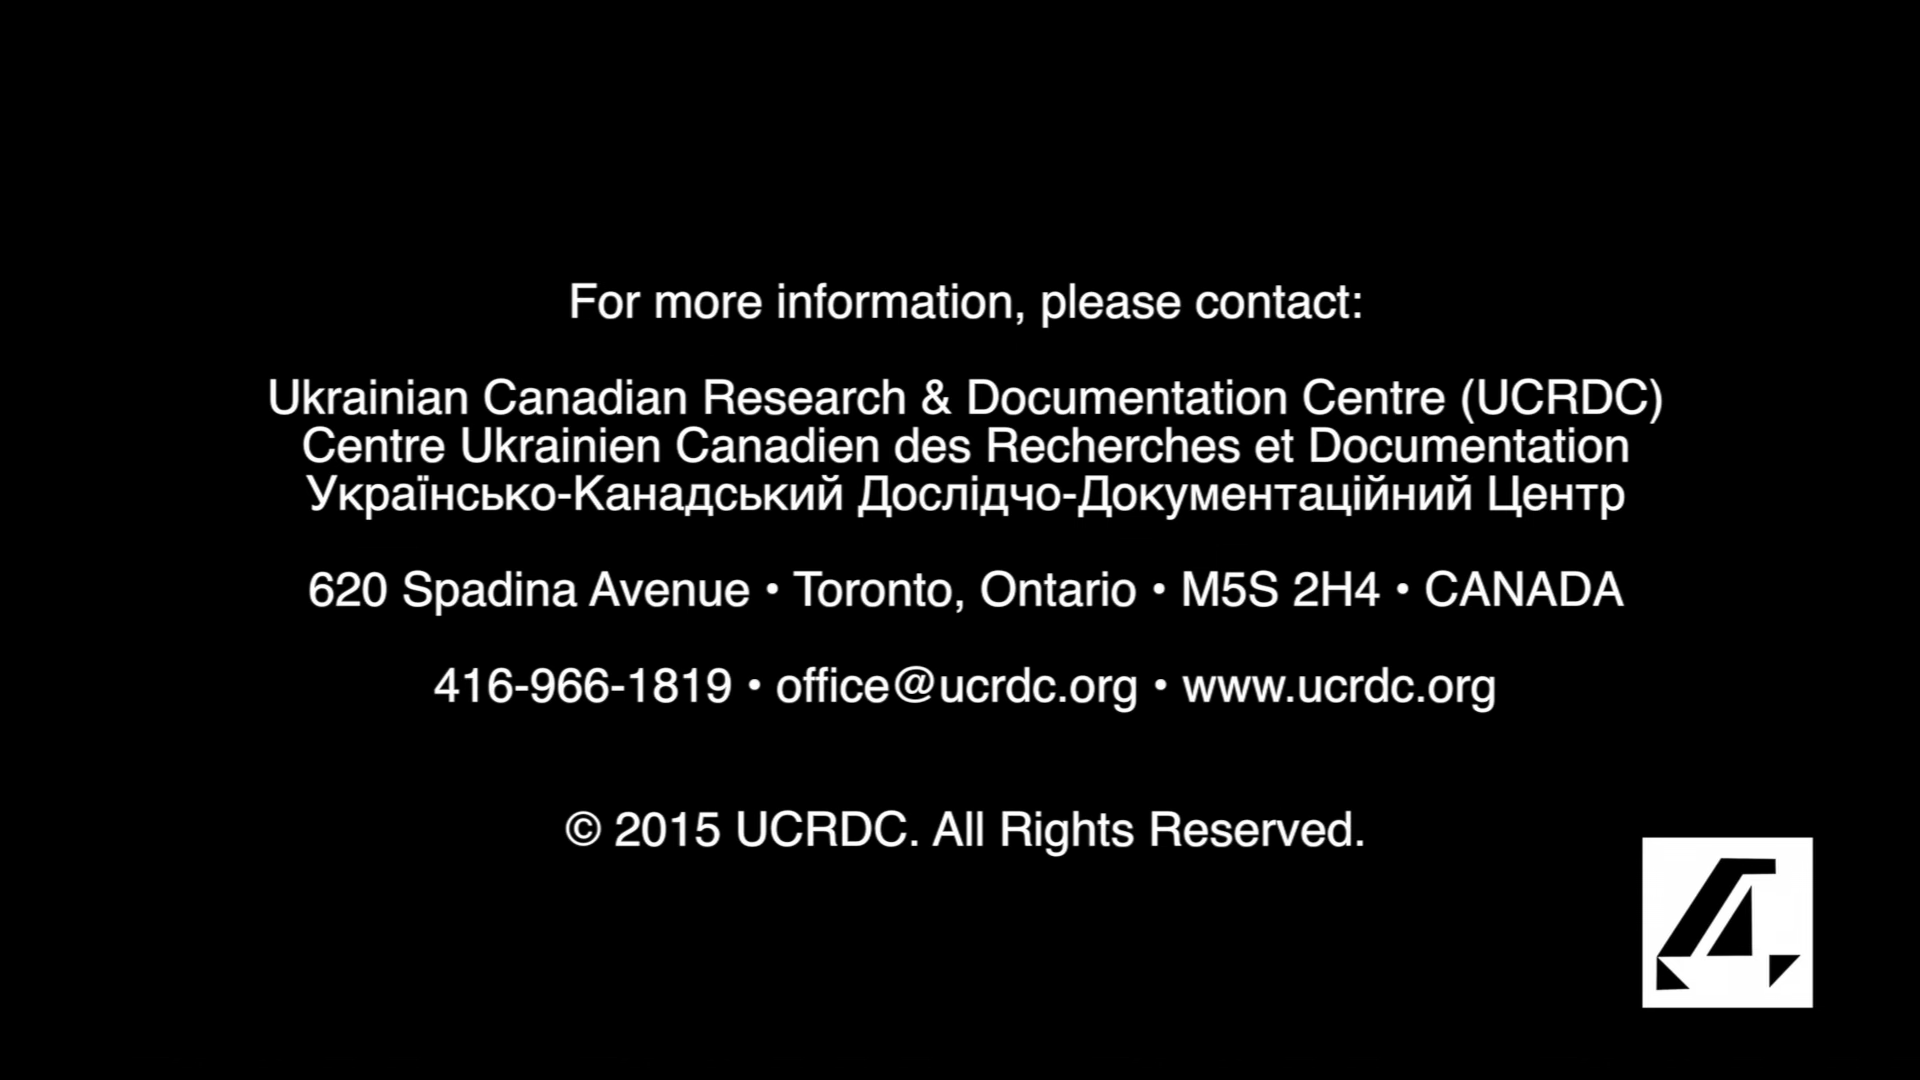 For more information, please contact:
Ukrainian Canadian Research & Documentation Centre (UCRDC)
Centre Ukrainien Canadien des Recherches et Documentation
Українсько-Канадський Дослідчо-Документаційний Центр
620 Spadina Avenue • Toronto, Ontario • M5S 2H4 • CANADA
416-966-1819 • office@ucrdc.org • www.ucrdc.org
© 2015 UCRDC. All Rights Reserved.